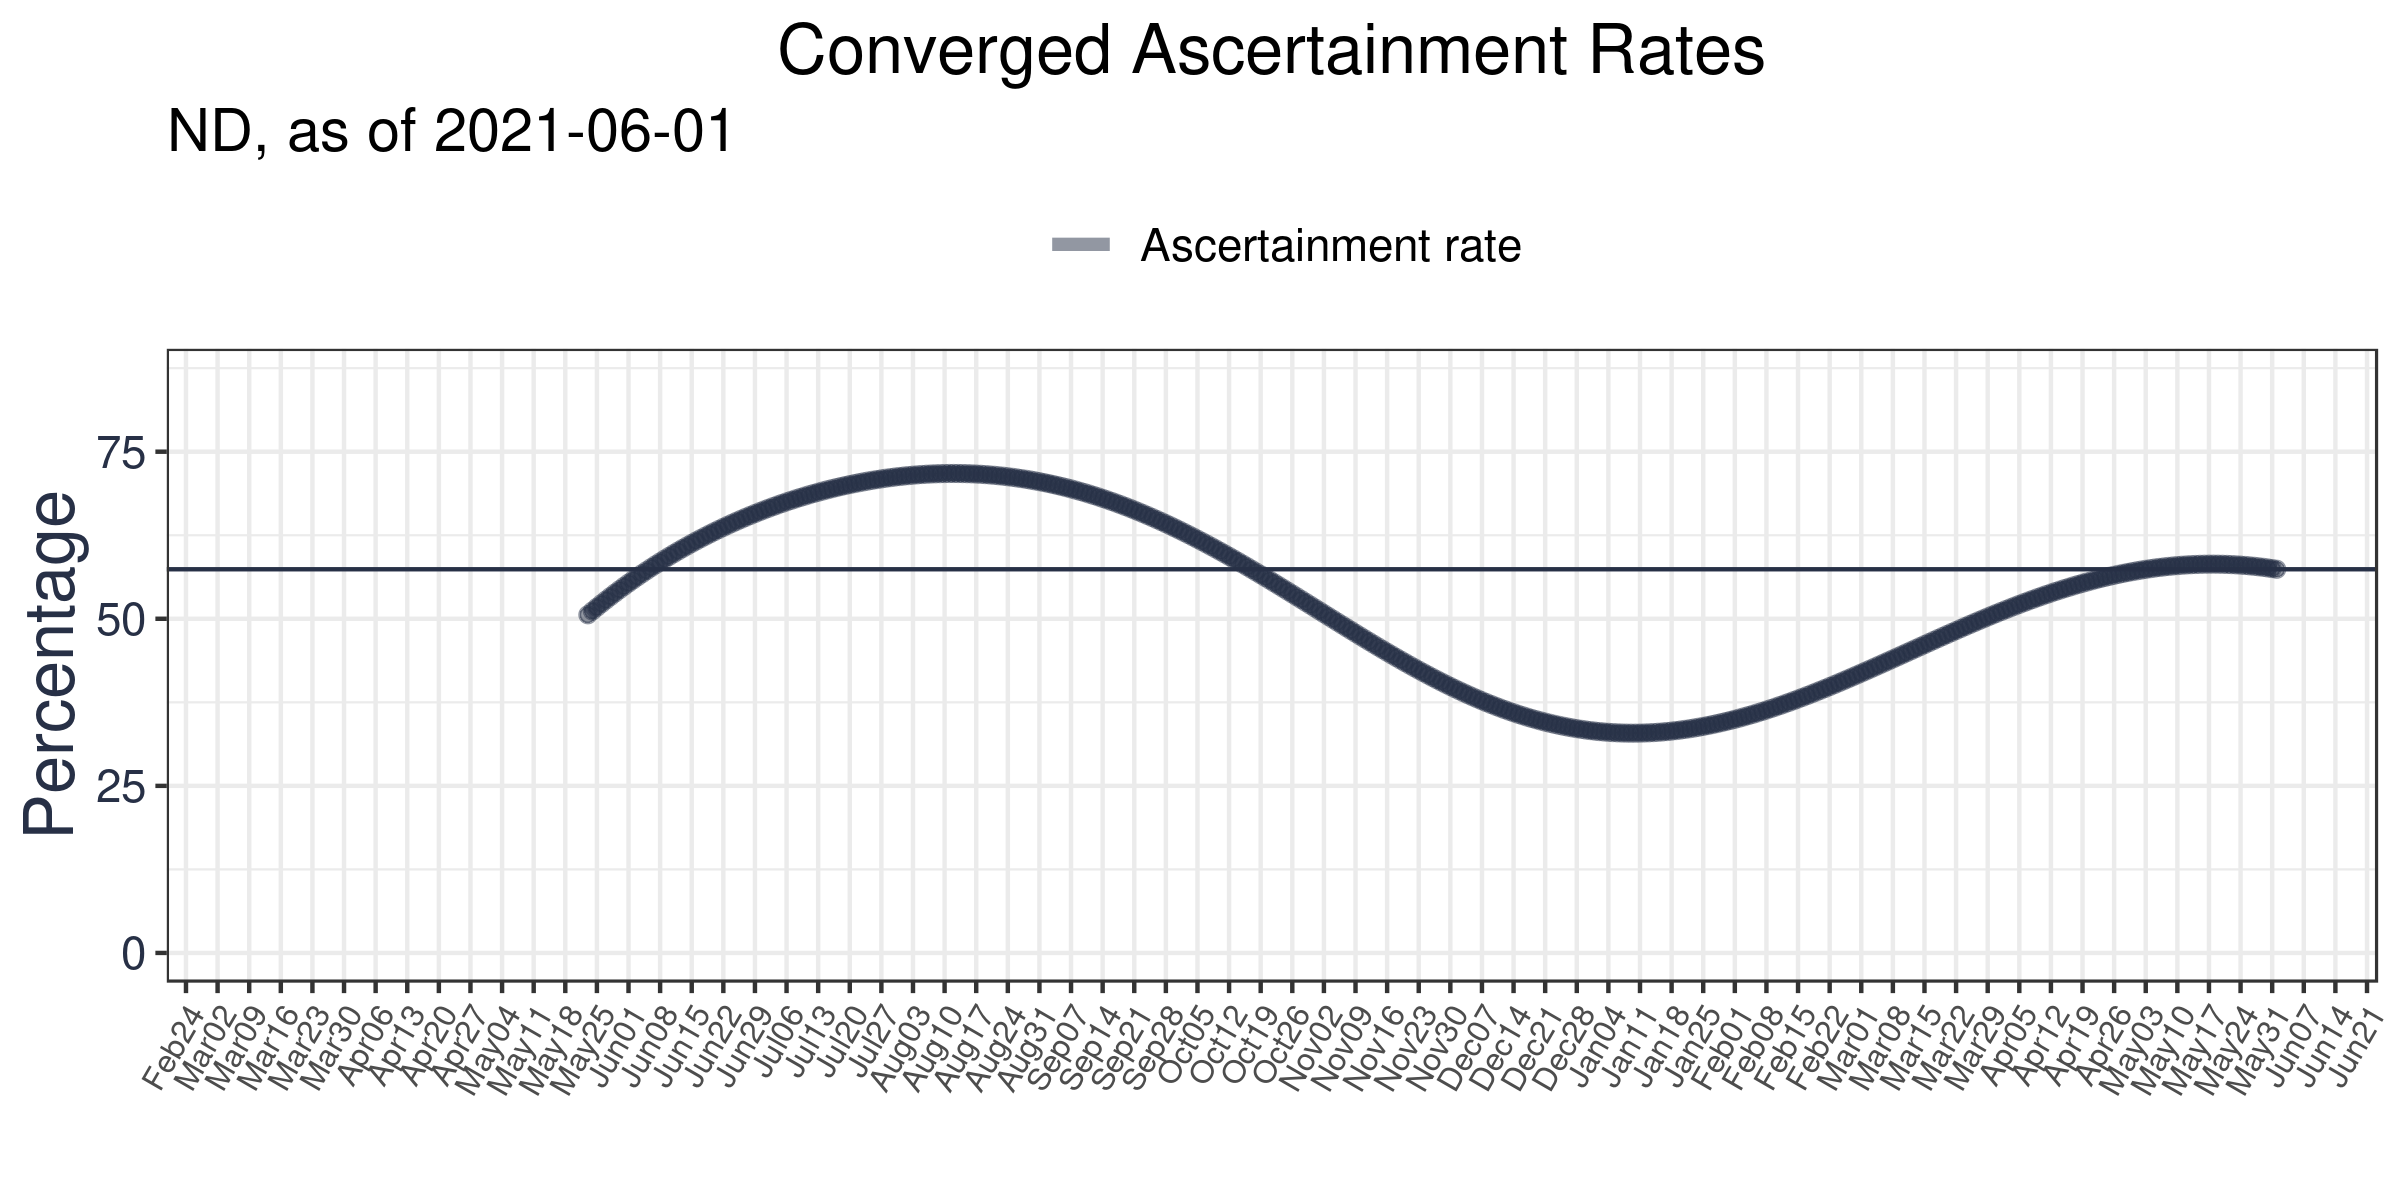 Converged Ascertainment Rates
ND, as of 2021-06-01
Ascertainment rate
Percentage
75
50
25
0
Feb24 Mar02 Mar09 Mar16 Mar23 Mar30 Apr06 Apr13 Apr20 Apr27 May04 May11 May18 May25 Jun01 Jun08 Jun15 Jun22 Jun29 Jul06 Jul13 Jul20 Jul27 Aug03 Aug10 Aug17 Aug24 Aug31 Sep07 Sep14 Sep21 Sep28 Oct05 Oct12 Oct19 Oct26 Nov02 Nov09 Nov16 Nov23 Nov30 Dec07 Dec14 Dec21 Dec28 Jan04 Jan11 Jan18 Jan25 Feb01 Feb08 Feb15 Feb22 Mar01 Mar08 Mar15 Mar22 Mar29 Apr05 Apr12 Apr19 Apr26 May03 May10 May17 May24 May31 Jun07 Jun14 Jun21